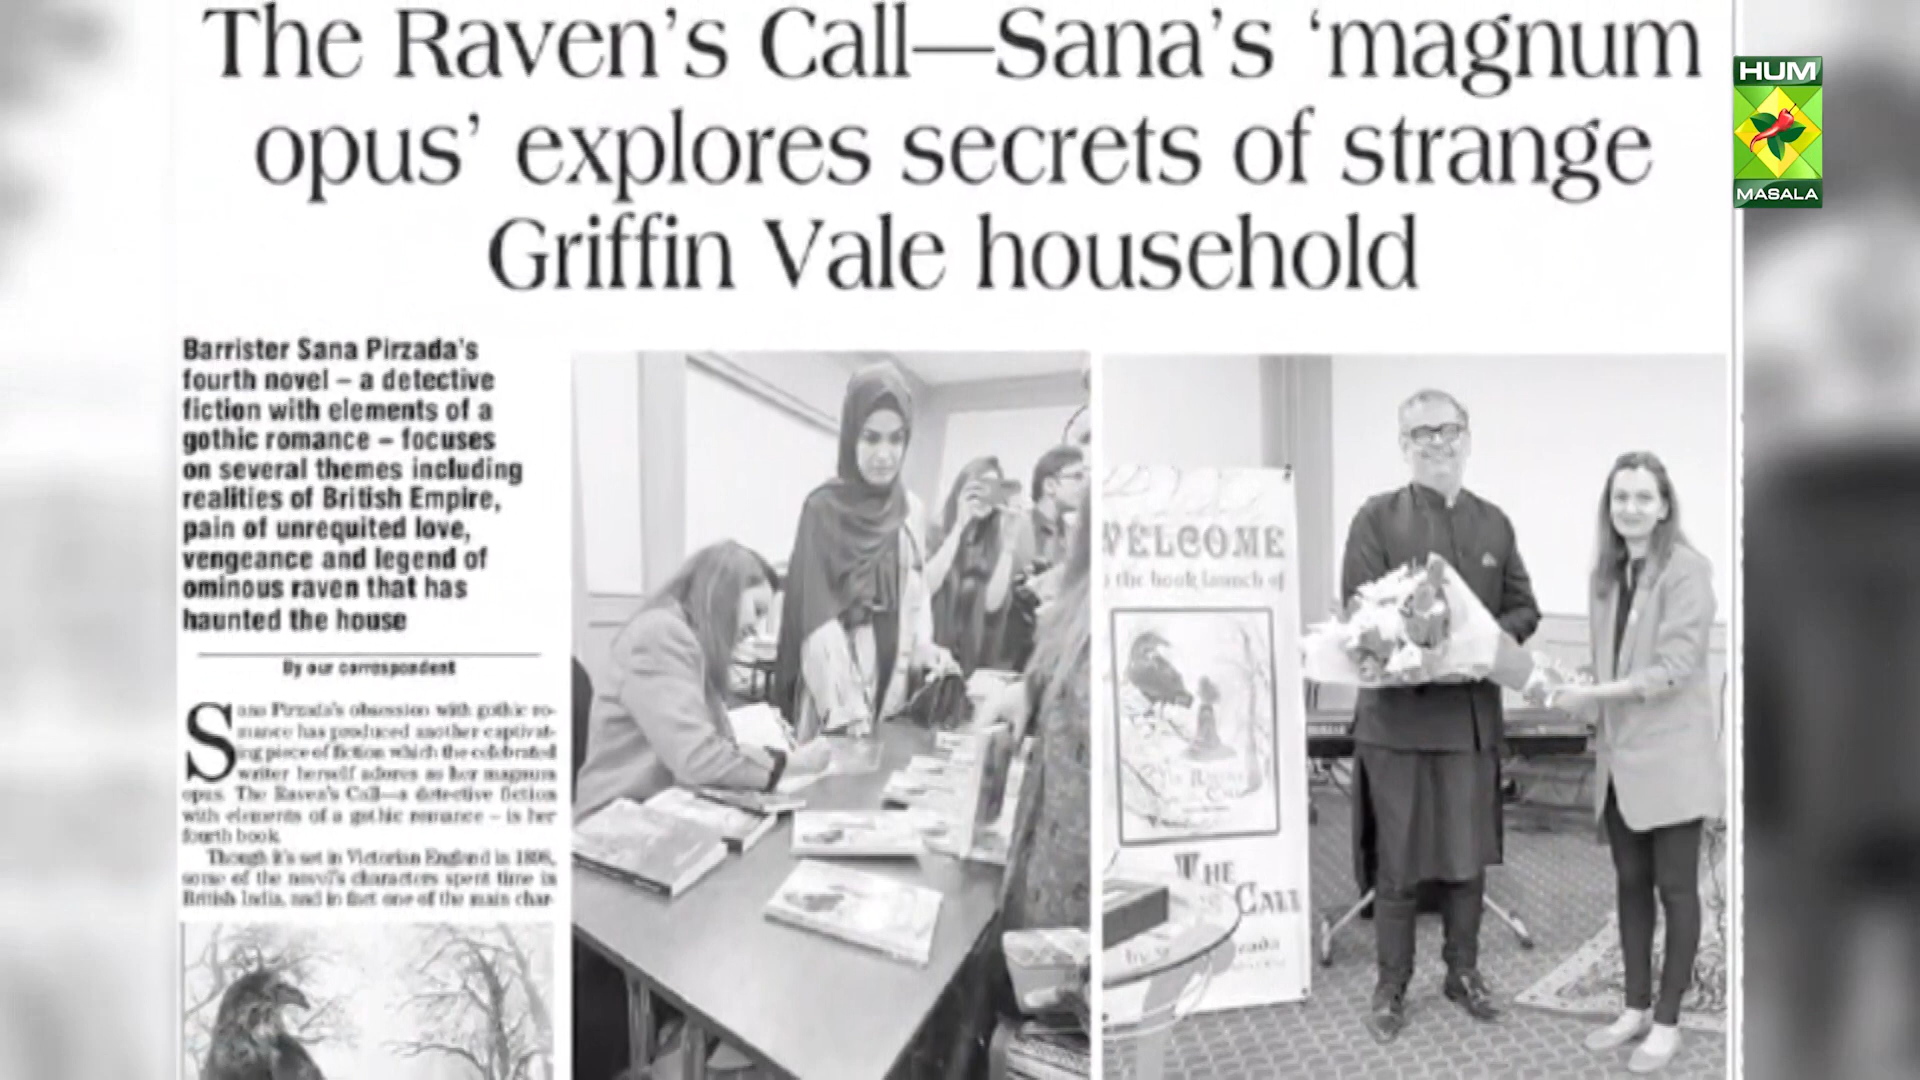 The Raven's Call—Sana's 'magnum
opus' explores secrets of strange
Griffin Vale household
HUM
MASALA
Barrister Sana Pirzada's
fourth novel – a detective
fiction with elements of a
gothic romance – focuses
on several themes including
realities of British Empire,
pain of unrequited love,
vengeance and legend of
ominous raven that has
haunted the house
By our correspondent
Sana Pirzada's obsession with gothic ro-
mance has produced another captivat-
ing piece of fiction which the celebrated
writer herself adores as her magnum
opus. The Raven's Call—a detective fiction
with elements of a gothic romance – is her
fourth book.
Though it's set in Victorian England in
some of the novel's characters spent time in
British India, and in fact one of the main char-
WELCOME
the book launch of
THE
CALL